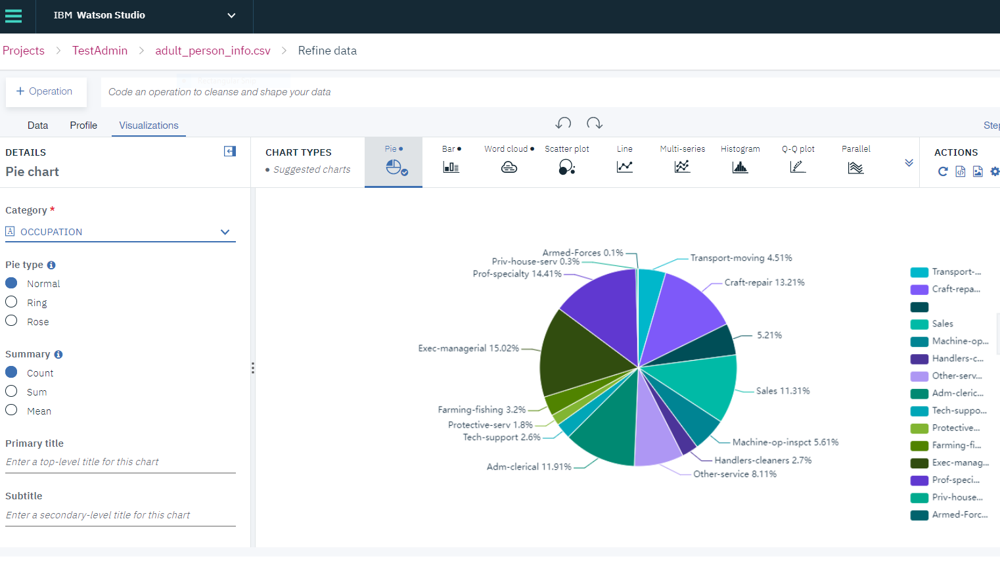 IBM Watson Studio
Projects > TestAdmin > adult_person_info.csv > Refine data
+ Operation
Code an operation to cleanse and shape your data
Data Profile Visualizations
DETAILS
Pie chart
CHART TYPES
• Suggested charts
Pie •
Bar •
Word cloud •
Scatter plot
Line
Multi-series
Histogram
Q-Q plot
Parallel
ACTIONS
Category *
A OCCUPATION
Pie type
Normal
Ring
Rose
Summary
Count
Sum
Mean
Primary title
Enter a top-level title for this chart
Subtitle
Enter a secondary-level title for this chart
Armed-Forces 0.1%
Priv-house-serv 0.3%
Prof-specialty 14.41%
Exec-managerial 15.02%
Farming-fishing 3.2%
Protective-serv 1.8%
Tech-support 2.6%
Adm-clerical 11.91%
Transport-moving 4.51%
Craft-repair 13.21%
5.21%
Sales 11.31%
Machine-op-inspct 5.61%
Handlers-cleaners 2.7%
Other-service 8.11%
Transport-...
Craft-repa...
Sales
Machine-op...
Handlers-c...
Other-serv...
Adm-cleric...
Tech-suppo...
Protective...
Farming-fi...
Exec-manag...
Prof-speci...
Priv-house...
Armed-Forc...